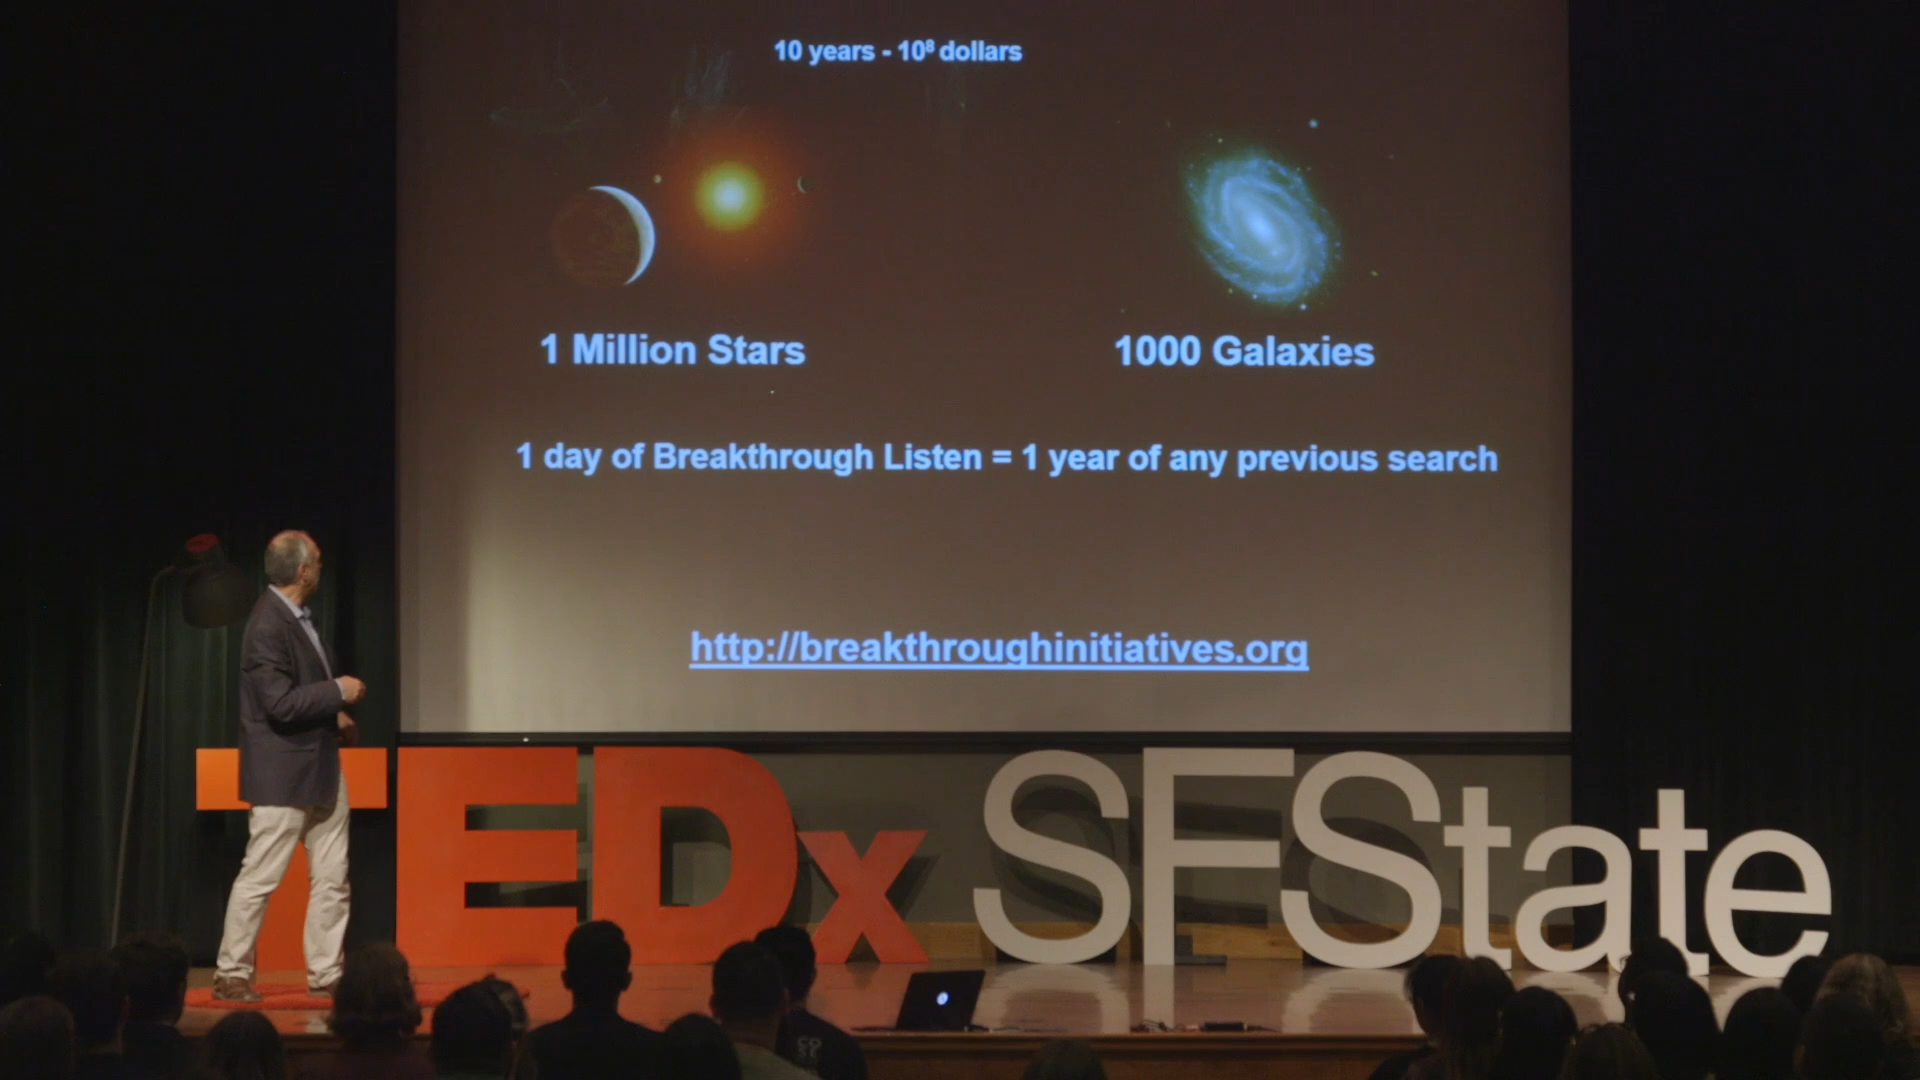 10 years - 10⁸ dollars
1 Million Stars
1000 Galaxies
1 day of Breakthrough Listen = 1 year of any previous search
http://breakthroughinitiatives.org
TEDx SFState